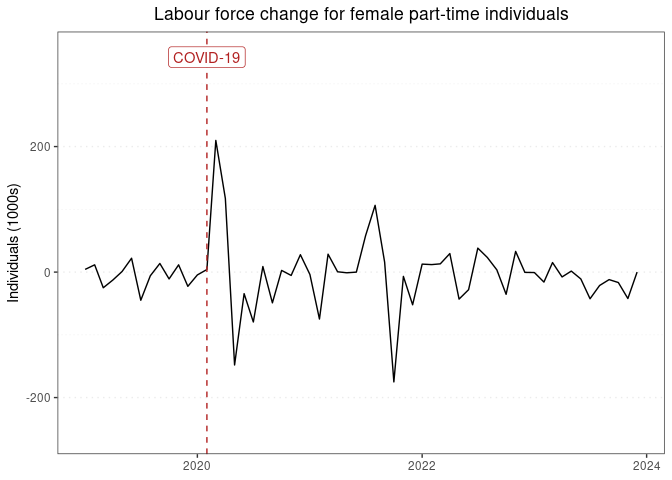 Labour force change for female part-time individuals
COVID-19
Individuals (1000s)
200
0
-200
2020
2022
2024